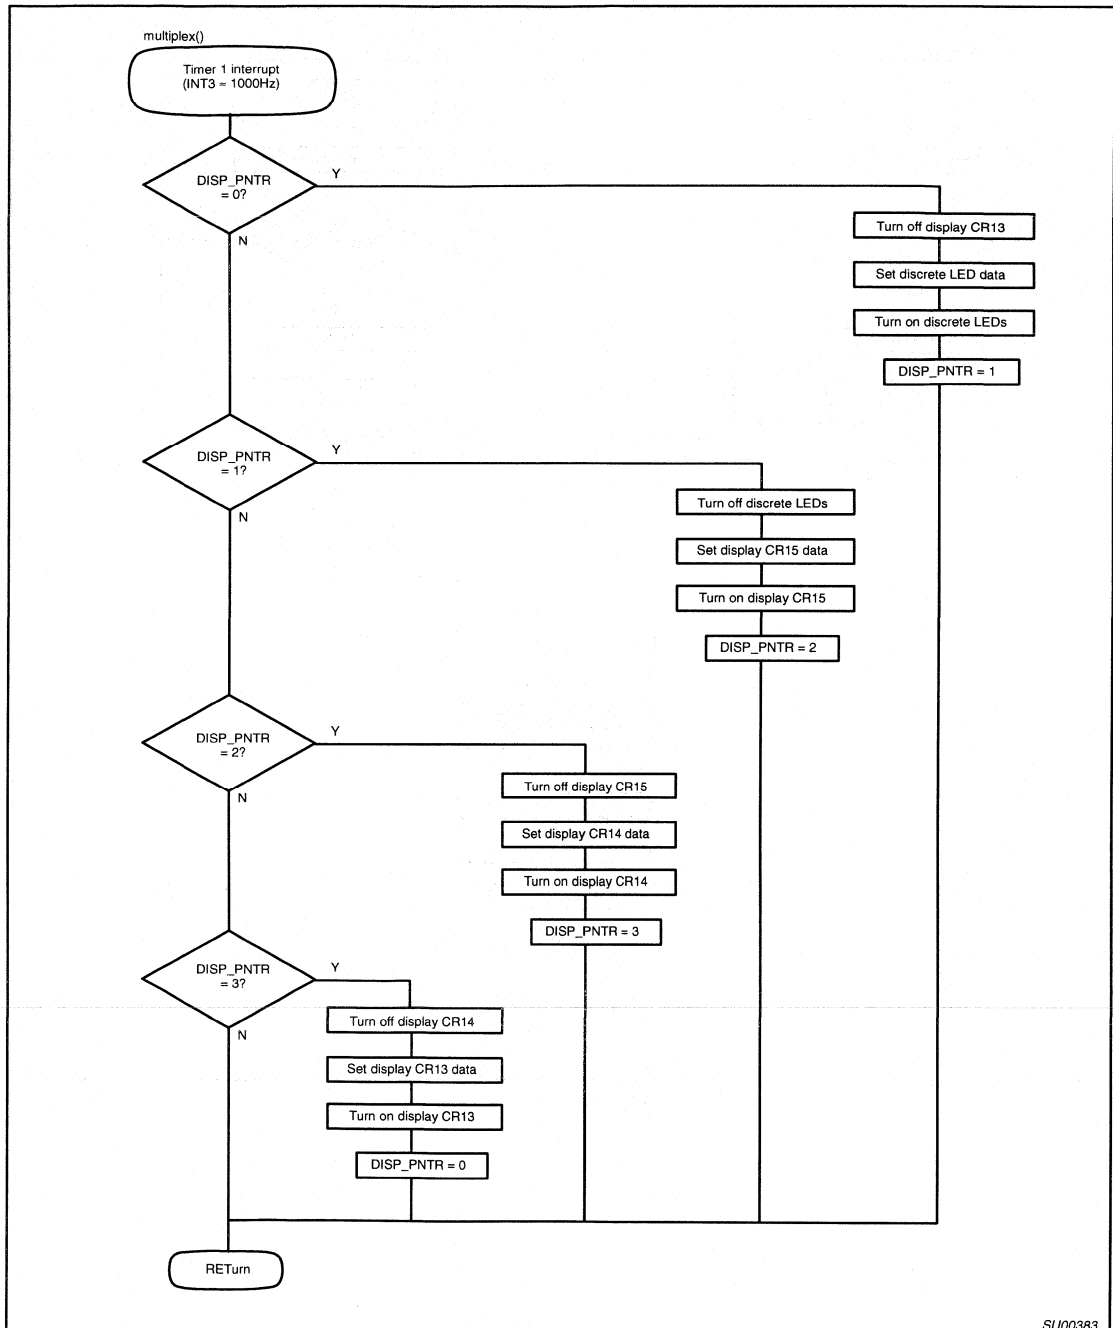 multiplex()
Timer 1 interrupt
(INT3 = 1000Hz)
DISP_PNTR
= 0?
Y
N
Turn off display CR13
Set discrete LED data
Turn on discrete LEDs
DISP_PNTR = 1
DISP_PNTR
= 1?
Y
N
Turn off discrete LEDs
Set display CR15 data
Turn on display CR15
DISP_PNTR = 2
DISP_PNTR
= 2?
Y
N
Turn off display CR15
Set display CR14 data
Turn on display CR14
DISP_PNTR = 3
DISP_PNTR
= 3?
Y
N
Turn off display CR14
Set display CR13 data
Turn on display CR13
DISP_PNTR = 0
RETurn
SU00383